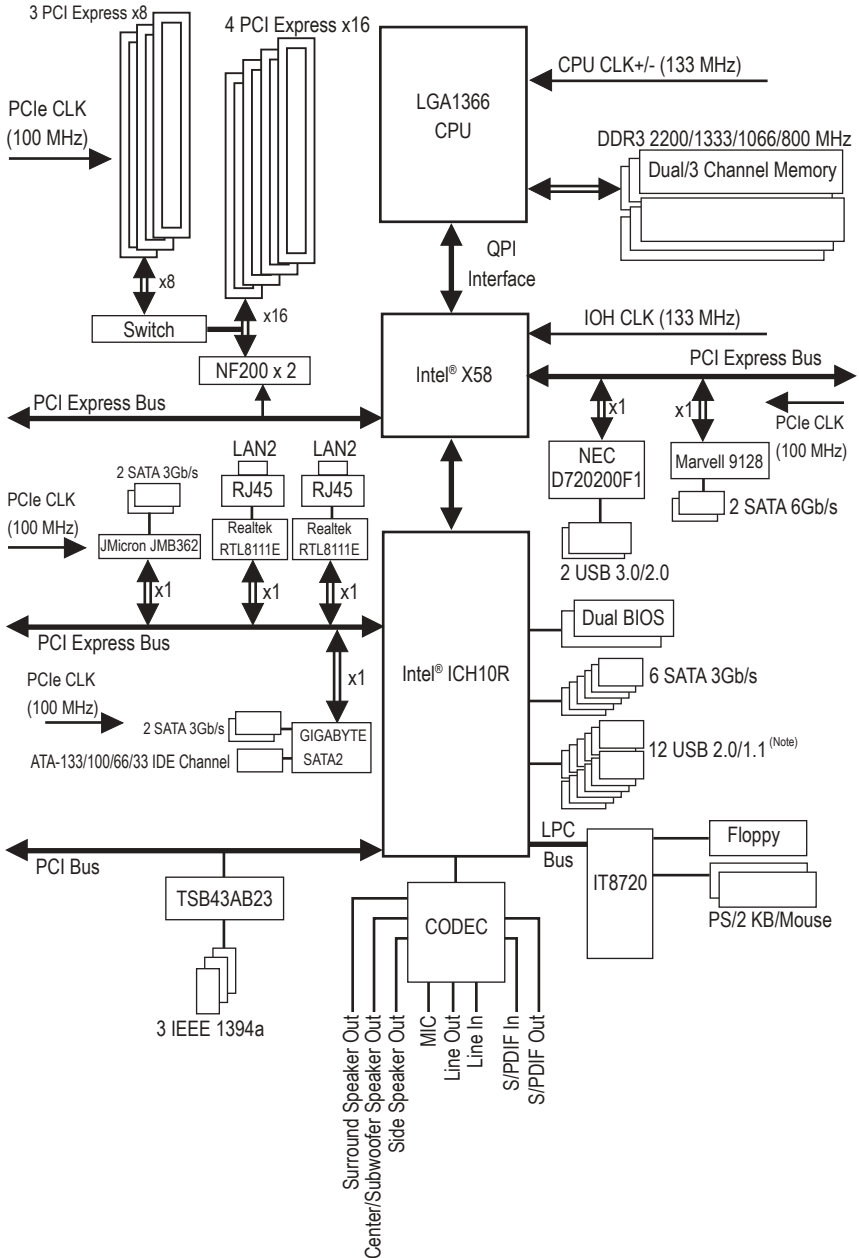 3 PCI Express x8
4 PCI Express x16
PCIe CLK
(100 MHz)
x8
Switch
x16
NF200 x 2
PCI Express Bus
LGA1366
CPU
CPU CLK+/- (133 MHz)
DDR3 2200/1333/1066/800 MHz
Dual/3 Channel Memory
QPI
Interface
IOH CLK (133 MHz)
Intel® X58
PCI Express Bus
x1
x1
PCIe CLK
(100 MHz)
NEC
D720200F1
Marvell 9128
2 SATA 6Gb/s
2 USB 3.0/2.0
LAN2
LAN2
2 SATA 3Gb/s
RJ45
RJ45
PCIe CLK
(100 MHz)
JMicron JMB362
Realtek
RTL8111E
Realtek
RTL8111E
x1
x1
x1
PCI Express Bus
x1
PCIe CLK
(100 MHz)
2 SATA 3Gb/s
GIGABYTE
SATA2
ATA-133/100/66/33 IDE Channel
Intel® ICH10R
Dual BIOS
6 SATA 3Gb/s
12 USB 2.0/1.1 (Note)
LPC
Bus
IT8720
Floppy
PS/2 KB/Mouse
PCI Bus
TSB43AB23
3 IEEE 1394a
CODEC
Surround Speaker Out
Center/Subwoofer Speaker Out
Side Speaker Out
MIC
Line Out
Line In
S/PDIF In
S/PDIF Out